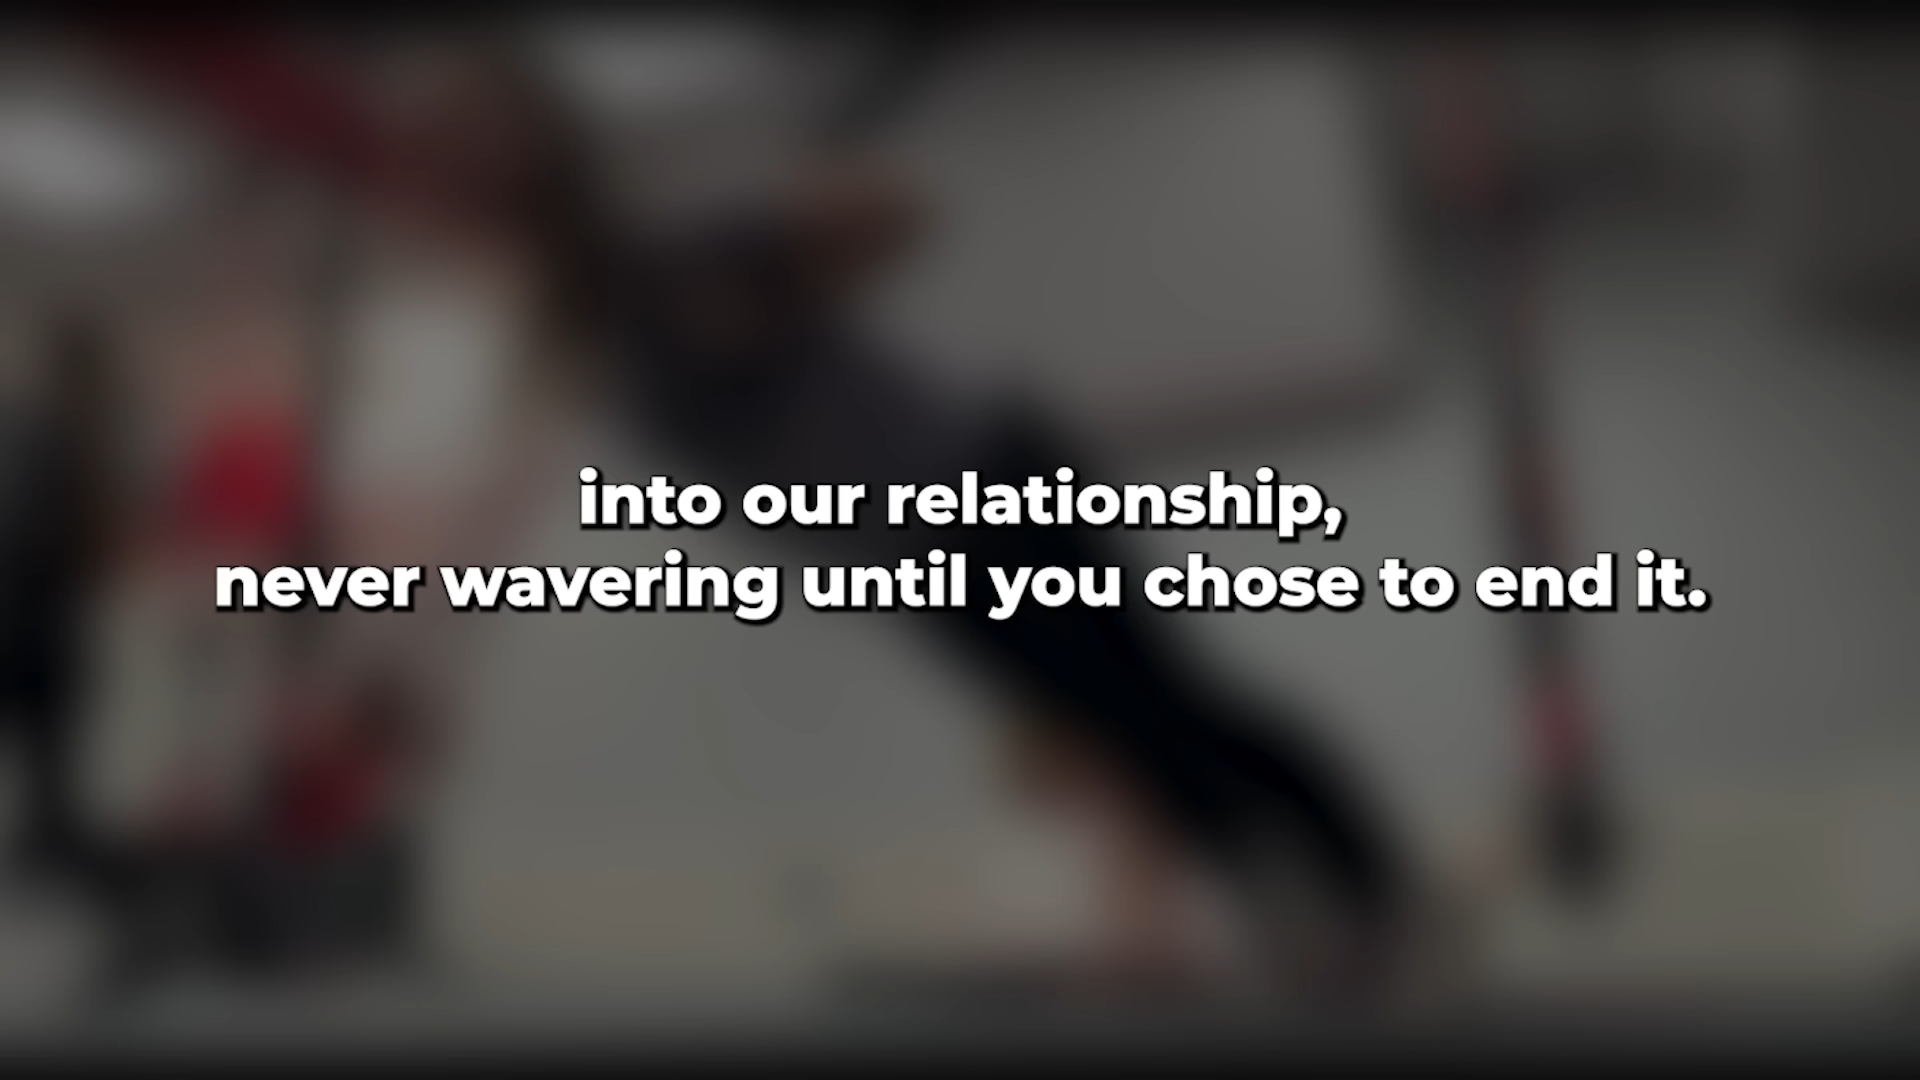 into our relationship,
never wavering until you chose to end it.